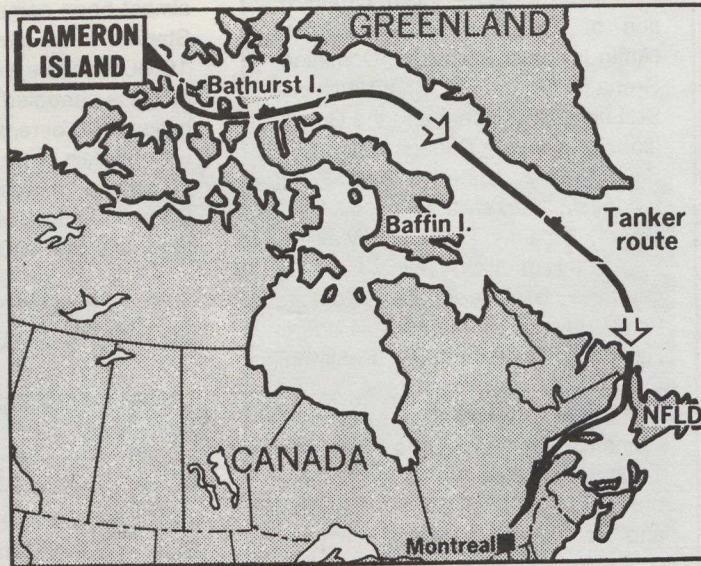 GREENLAND
CAMERON
ISLAND
Bathurst I.
Baffin I.
Tanker
route
NFLD
CANADA
Montreal